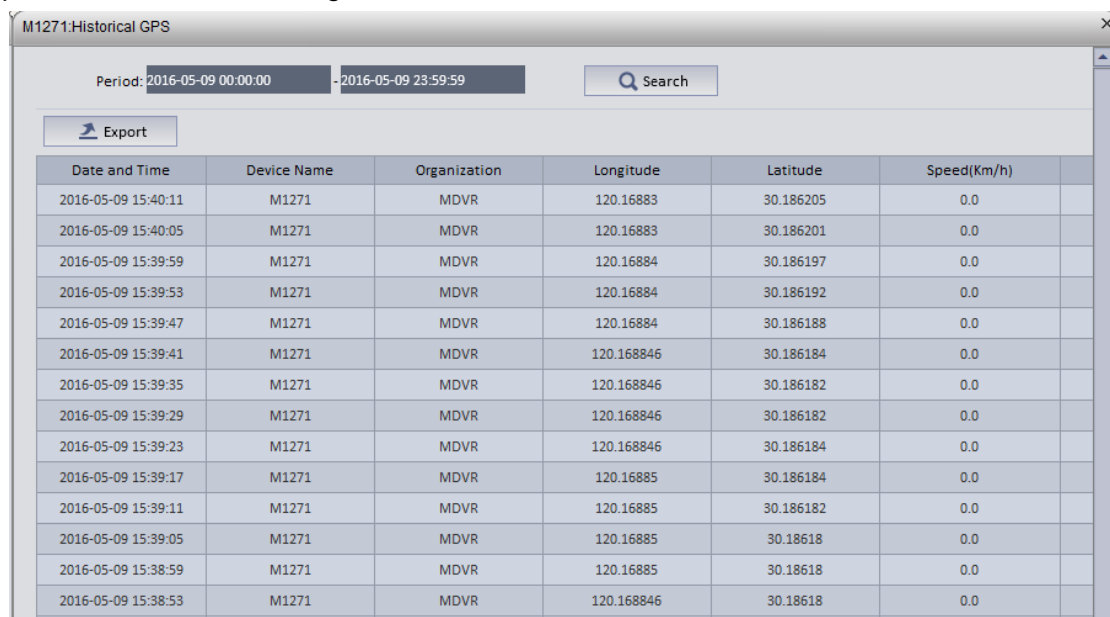 M1271:Historical GPS
Period: 2016-05-09 00:00:00 - 2016-05-09 23:59:59 Search
Export
Date and Time Device Name Organization Longitude Latitude Speed(Km/h)
2016-05-09 15:40:11 M1271 MDVR 120.16883 30.186205 0.0
2016-05-09 15:40:05 M1271 MDVR 120.16883 30.186201 0.0
2016-05-09 15:39:59 M1271 MDVR 120.16884 30.186197 0.0
2016-05-09 15:39:53 M1271 MDVR 120.16884 30.186192 0.0
2016-05-09 15:39:47 M1271 MDVR 120.16884 30.186188 0.0
2016-05-09 15:39:41 M1271 MDVR 120.168846 30.186184 0.0
2016-05-09 15:39:35 M1271 MDVR 120.168846 30.186182 0.0
2016-05-09 15:39:29 M1271 MDVR 120.168846 30.186182 0.0
2016-05-09 15:39:23 M1271 MDVR 120.168846 30.186184 0.0
2016-05-09 15:39:17 M1271 MDVR 120.16885 30.186184 0.0
2016-05-09 15:39:11 M1271 MDVR 120.16885 30.186182 0.0
2016-05-09 15:39:05 M1271 MDVR 120.16885 30.18618 0.0
2016-05-09 15:38:59 M1271 MDVR 120.16885 30.18618 0.0
2016-05-09 15:38:53 M1271 MDVR 120.168846 30.18618 0.0